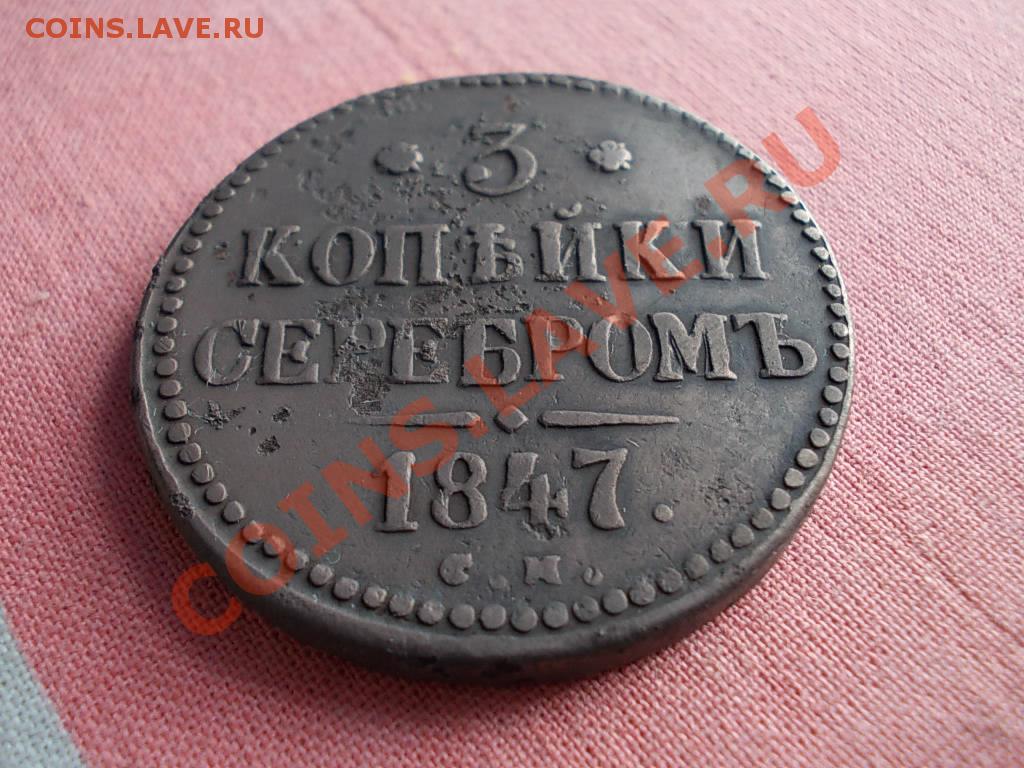 COINS.LAVE.RU
3
КОПѢЙКИ
СЕРЕБРОМЪ
1847.
С.М.
COINS.LAVE.RU